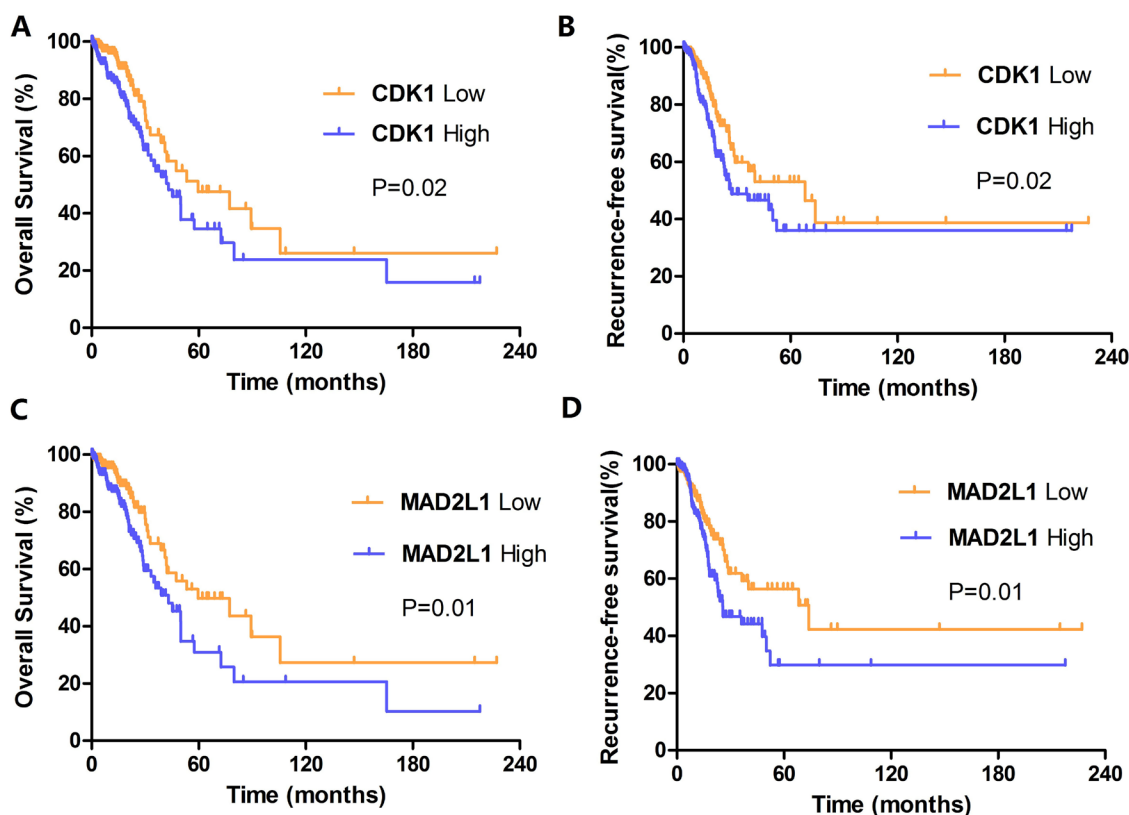 A
Overall Survival (%)
100
80
60
40
20
0
0 60 120 180 240
Time (months)
CDK1 Low
CDK1 High
P=0.02
B
Recurrence-free survival(%)
100
80
60
40
20
0
0 60 120 180 240
Time (months)
CDK1 Low
CDK1 High
P=0.02
C
Overall Survival (%)
100
80
60
40
20
0
0 60 120 180 240
Time (months)
MAD2L1 Low
MAD2L1 High
P=0.01
D
Recurrence-free survival(%)
100
80
60
40
20
0
0 60 120 180 240
Time (months)
MAD2L1 Low
MAD2L1 High
P=0.01